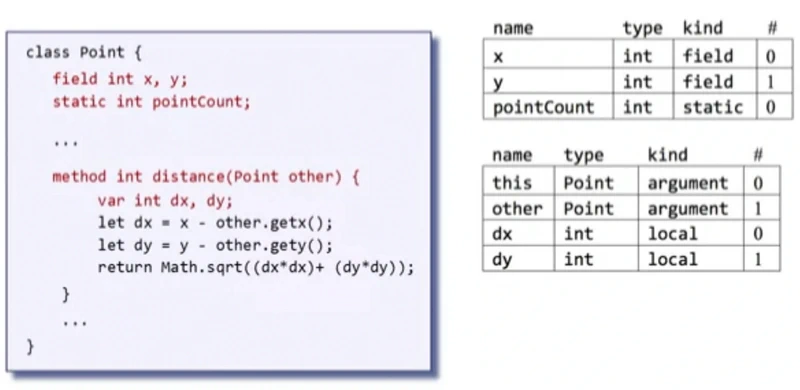 class Point {
field int x, y;
static int pointCount;
...
method int distance(Point other) {
var int dx, dy;
let dx = x - other.getx();
let dy = y - other.gety();
return Math.sqrt((dx*dx)+ (dy*dy));
}
...
}
name type kind #
x int field 0
y int field 1
pointCount int static 0
name type kind #
this Point argument 0
other Point argument 1
dx int local 0
dy int local 1